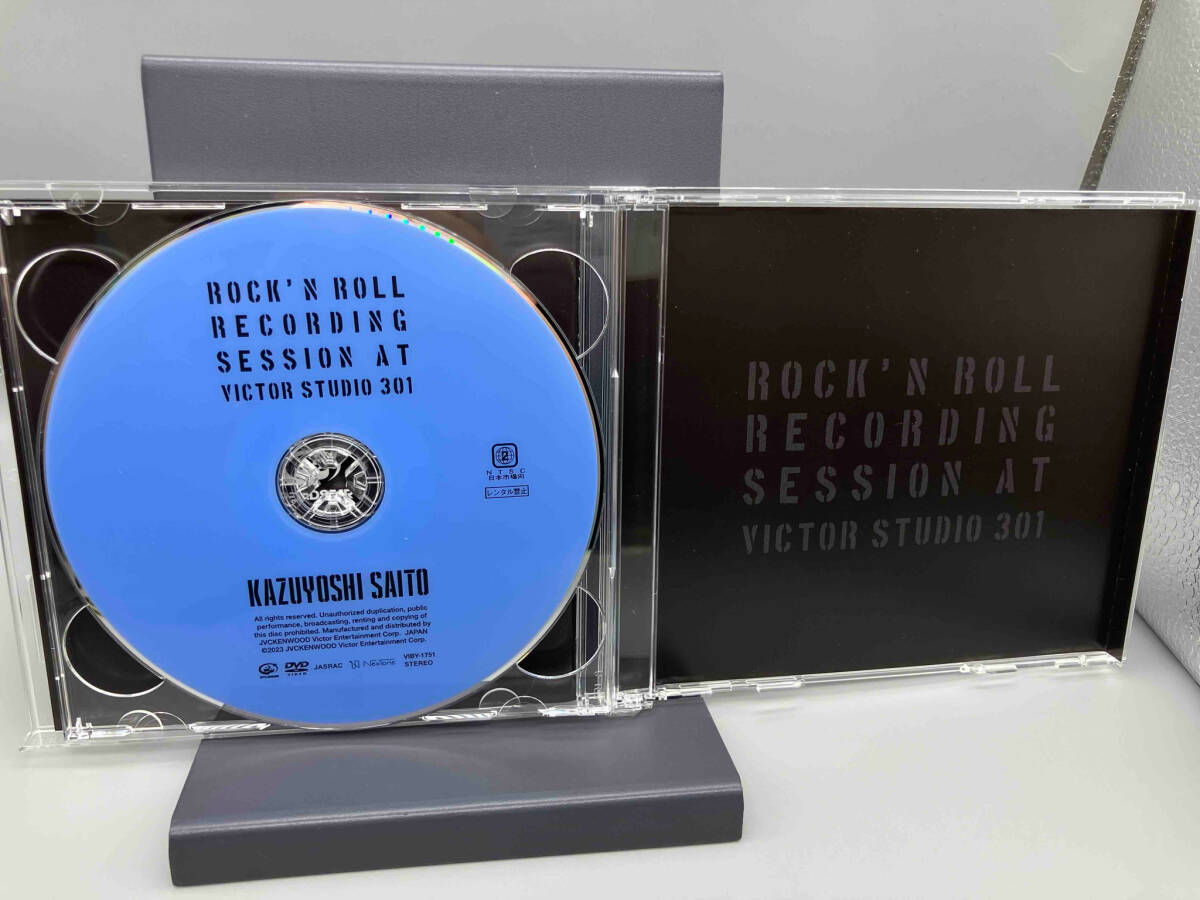 ROCK'N ROLL
RECORDING
SESSION AT
VICTOR STUDIO 301
2
NTSC
日本市場向
レンタル禁止
KAZUYOSHI SAITO
All rights reserved. Unauthorized duplication, public
performance, broadcasting, renting and copying of
this disc prohibited. Manufactured and distributed by
JVCKENWOOD Victor Entertainment Corp. JAPAN
©2023 JVCKENWOOD Victor Entertainment Corp.
DVD
VIDEO
JASRAC
NexTone
VIBY-1751
STEREO
ROCK'N ROLL
RECORDING
SESSION AT
VICTOR STUDIO 301